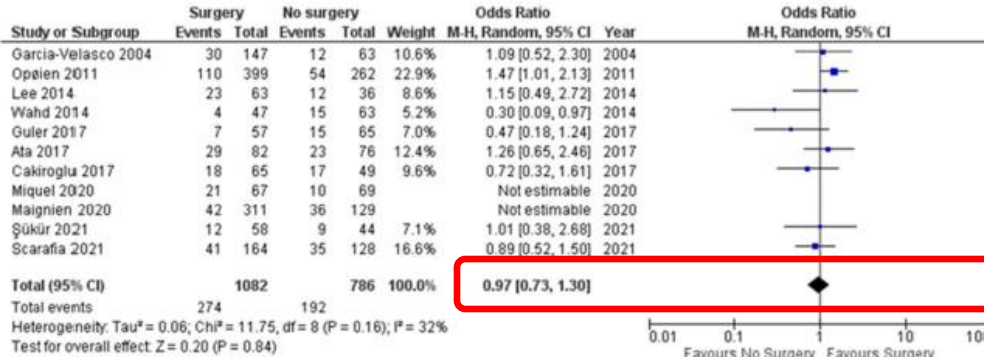 Surgery No surgery Odds Ratio Odds Ratio
Study or Subgroup Events Total Events Total Weight M-H, Random, 95% CI Year M-H, Random, 95% CI
Garcia-Velasco 2004 30 147 12 63 10.6% 1.09 [0.52, 2.30] 2004
Opøien 2011 110 399 54 262 22.9% 1.47 [1.01, 2.13] 2011
Lee 2014 23 63 12 36 8.6% 1.15 [0.49, 2.72] 2014
Wahd 2014 4 47 15 63 5.2% 0.30 [0.09, 0.97] 2014
Guler 2017 7 57 15 65 7.0% 0.47 [0.18, 1.24] 2017
Ata 2017 29 82 23 76 12.4% 1.26 [0.65, 2.46] 2017
Cakiroglu 2017 18 65 17 49 9.6% 0.72 [0.32, 1.61] 2017
Miquel 2020 21 67 10 69 Not estimable 2020
Maignien 2020 42 311 36 129 Not estimable 2020
Şükür 2021 12 58 9 44 7.1% 1.01 [0.38, 2.68] 2021
Scarafia 2021 41 164 35 128 16.6% 0.89 [0.52, 1.50] 2021
Total (95% CI) 1082 786 100.0% 0.97 [0.73, 1.30]
Total events 274 192
Heterogeneity: Tau² = 0.06; Chi² = 11.75, df = 8 (P = 0.16); I² = 32%
Test for overall effect: Z = 0.20 (P = 0.84)
0.01 0.1 1 10
Favours No Surgery Favours Surgery